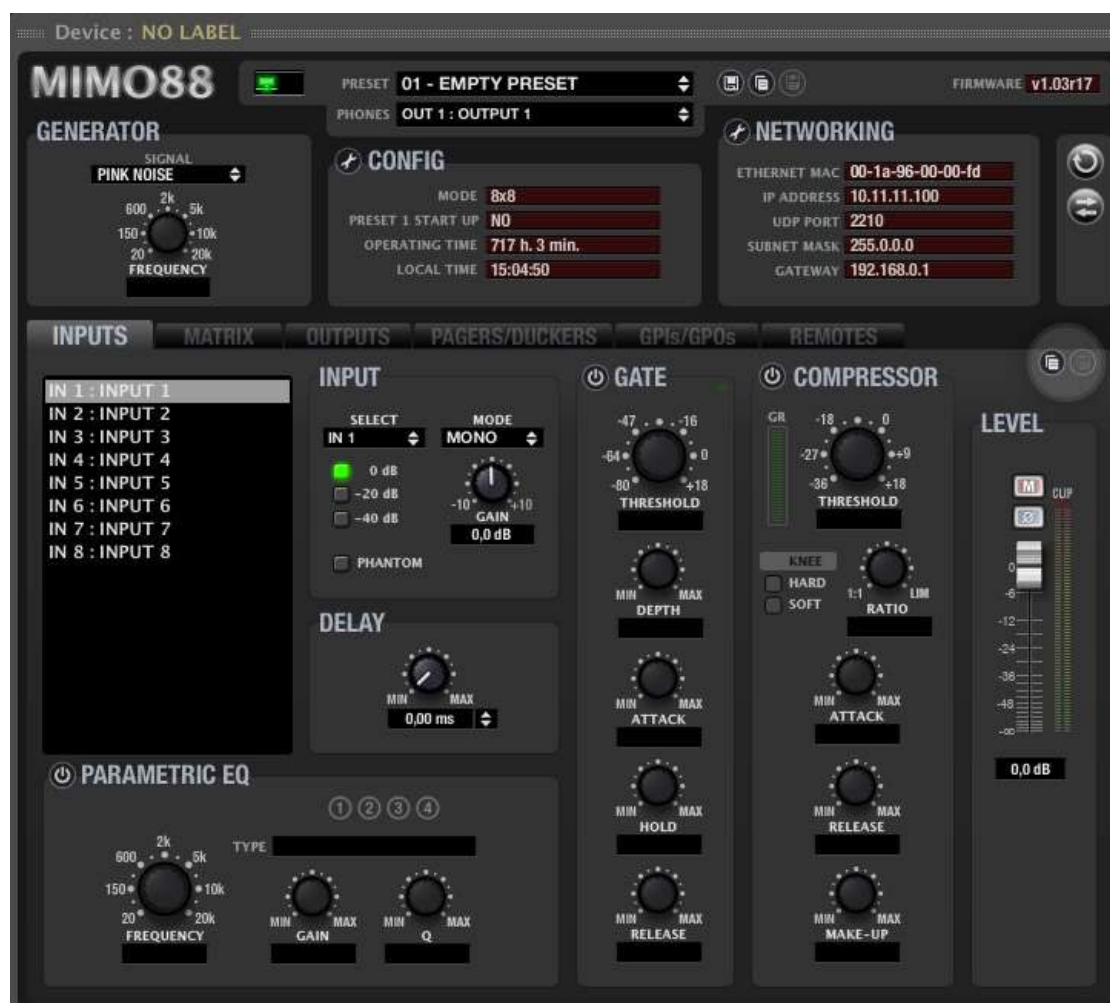 Device : NO LABEL
MIMO88
PRESET 01 - EMPTY PRESET
FIRMWARE v1.03r17
PHONES OUT 1 : OUTPUT 1
GENERATOR
SIGNAL
PINK NOISE
2k
600 5k
150 10k
20 20k
FREQUENCY
CONFIG
MODE 8x8
PRESET 1 START UP NO
OPERATING TIME 717 h. 3 min.
LOCAL TIME 15:04:50
NETWORKING
ETHERNET MAC 00-1a-96-00-00-fd
IP ADDRESS 10.11.11.100
UDP PORT 2210
SUBNET MASK 255.0.0.0
GATEWAY 192.168.0.1
INPUTS MATRIX OUTPUTS PAGERS/DUCKERS GPIs/GPOs REMOTES
IN 1 : INPUT 1
IN 2 : INPUT 2
IN 3 : INPUT 3
IN 4 : INPUT 4
IN 5 : INPUT 5
IN 6 : INPUT 6
IN 7 : INPUT 7
IN 8 : INPUT 8
INPUT
SELECT MODE
IN 1 MONO
0 dB
-20 dB
-40 dB
-10 +10
GAIN
0,0 dB
PHANTOM
DELAY
MIN MAX
0,00 ms
PARAMETRIC EQ
1 2 3 4
TYPE
2k
600 5k
150 10k
20 20k
FREQUENCY
MIN MAX
GAIN
MIN MAX
Q
GATE
-47 -16
-64 0
-80 +18
THRESHOLD
MIN MAX
DEPTH
MIN MAX
ATTACK
MIN MAX
HOLD
MIN MAX
RELEASE
COMPRESSOR
GR
-18 0
-27 +9
-36 +18
THRESHOLD
KNEE
HARD
SOFT
1:1 LIM
RATIO
MIN MAX
ATTACK
MIN MAX
RELEASE
MIN MAX
MAKE-UP
LEVEL
M
CLIP
Ø
0
-6
-12
-24
-36
-48
-∞
0,0 dB